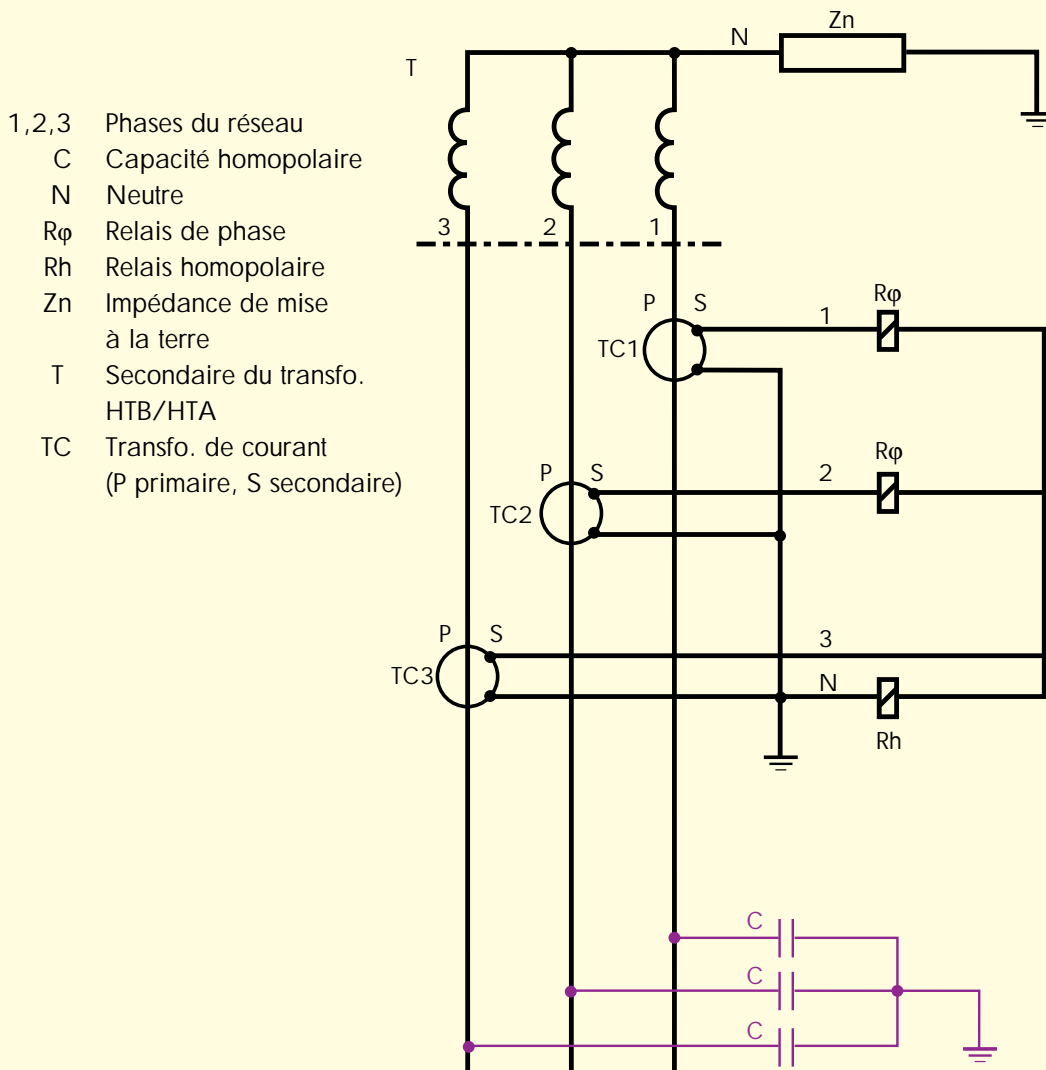 1,2,3 Phases du réseau
C Capacité homopolaire
N Neutre
Rφ Relais de phase
Rh Relais homopolaire
Zn Impédance de mise
à la terre
T Secondaire du transfo.
HTB/HTA
TC Transfo. de courant
(P primaire, S secondaire)
Zn
N
T
3 2 1
P S
TC1
1
Rφ
P S
TC2
2
Rφ
P S
TC3
3
N
Rh
C
C
C